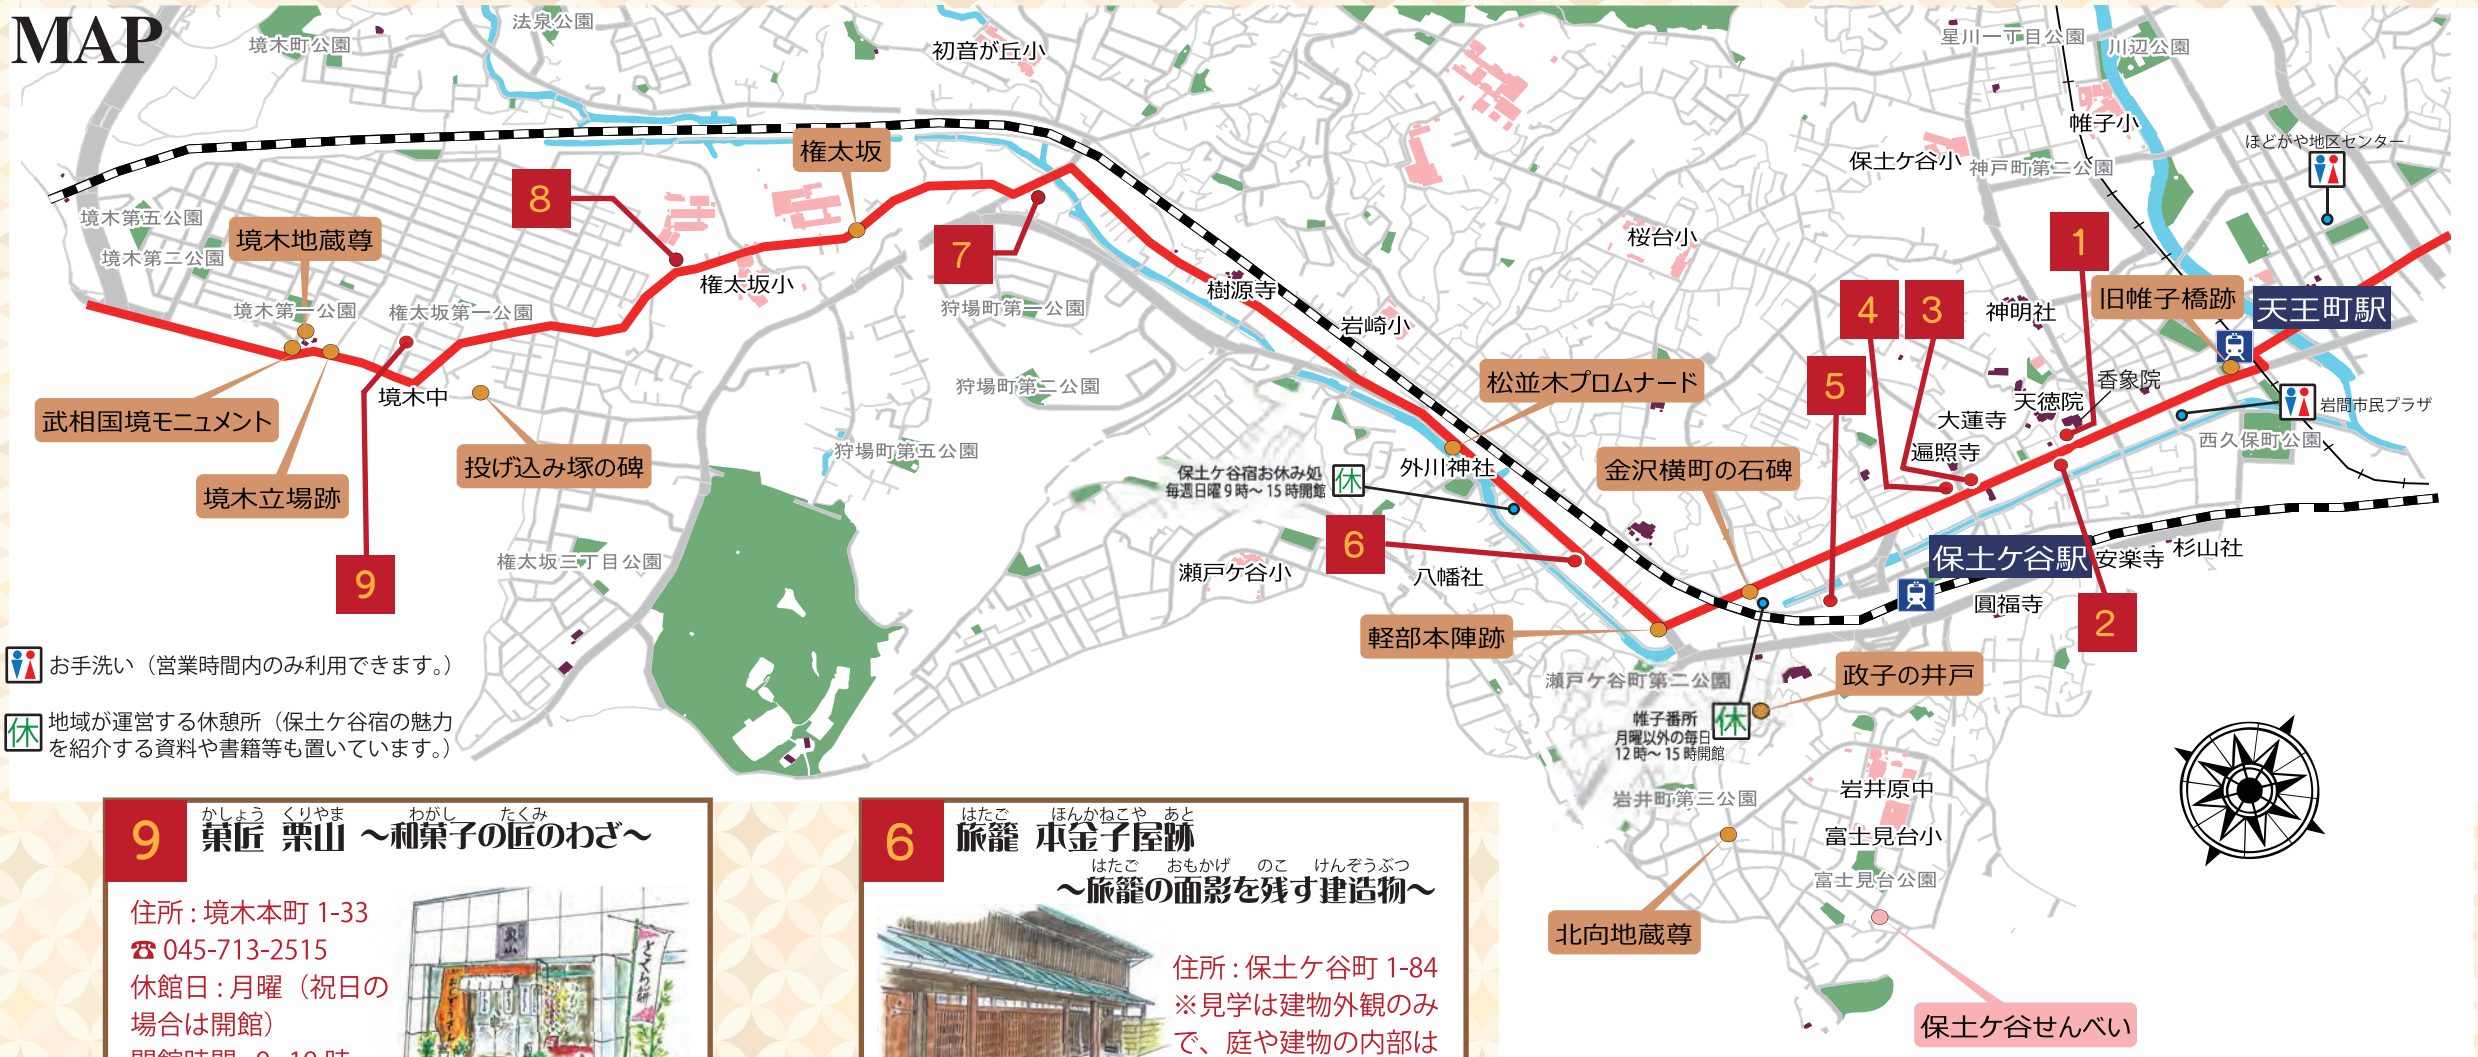 MAP
境木町公園
法泉公園
初音が丘小
星川一丁目公園
川辺公園
帷子小
ほどがや地区センター
保土ケ谷小
神戸町第二公園
権太坂
8
7
境木第五公園
境木地蔵尊
境木第二公園
境木第一公園
権太坂第一公園
権太坂小
狩場町第一公園
樹源寺
桜台小
岩崎小
1
4
3
神明社
旧帷子橋跡
天王町駅
狩場町第二公園
松並木プロムナード
5
香象院
天徳院
大蓮寺
遍照寺
岩間市民プラザ
西久保町公園
武相国境モニュメント
境木中
境木立場跡
投げ込み塚の碑
狩場町第五公園
保土ケ谷宿お休み処
毎週日曜9時～15時開館
休
外川神社
金沢横町の石碑
6
9
権太坂三丁目公園
瀬戸ケ谷小
八幡社
保土ケ谷駅
安楽寺
杉山社
圓福寺
2
軽部本陣跡
瀬戸ケ谷町第二公園
政子の井戸
帷子番所
月曜以外の毎日
12時～15時開館
休
岩井町第三公園
岩井原中
富士見台小
富士見台公園
北向地蔵尊
保土ケ谷せんべい
お手洗い（営業時間内のみ利用できます。）
休
地域が運営する休憩所（保土ケ谷宿の魅力
を紹介する資料や書籍等も置いています。）
9
かしょう くりやま わがし たくみ
菓匠 栗山 ～和菓子の匠のわざ～
住所 : 境木本町 1-33
☎ 045-713-2515
休館日 : 月曜（祝日の
場合は開館）
栗山
さくら餅
6
はたご ほんかねこや あと
旅籠 本金子屋跡
はたご おもかげ のこ けんぞうぶつ
～旅籠の面影を残す建造物～
住所 : 保土ケ谷町 1-84
※見学は建物外観のみ
で、庭や建物の内部は